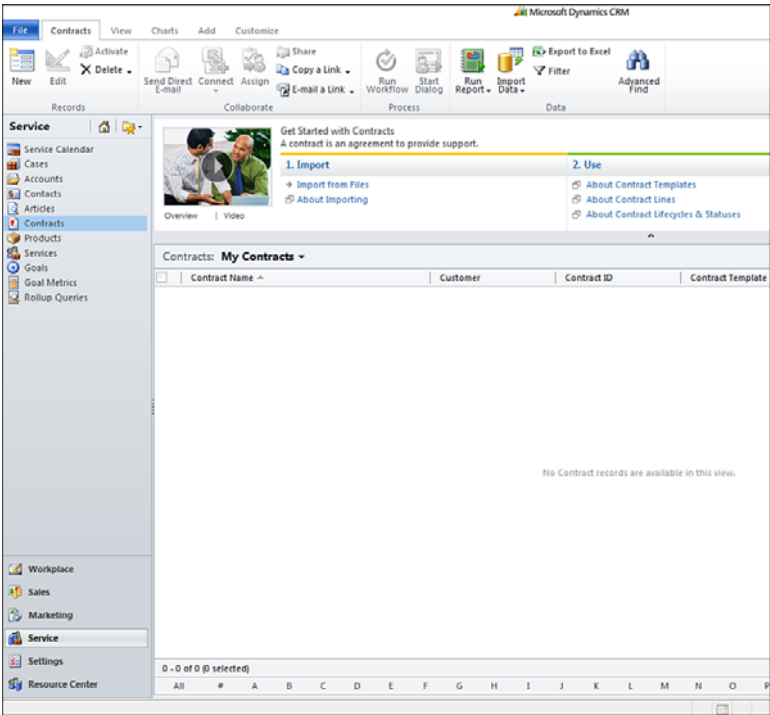 Microsoft Dynamics CRM
File Contracts View Charts Add Customize
New
Edit
Activate
Delete
Records
Send Direct E-mail
Connect
Assign
Share
Copy a Link
E-mail a Link
Collaborate
Run Workflow
Start Dialog
Process
Run Report
Import Data
Export to Excel
Filter
Advanced Find
Data
Service
Service Calendar
Cases
Accounts
Contacts
Articles
Contracts
Products
Services
Goals
Goal Metrics
Rollup Queries
Workplace
Sales
Marketing
Service
Settings
Resource Center
Overview | Video
Get Started with Contracts
A contract is an agreement to provide support.
1. Import
Import from Files
About Importing
2. Use
About Contract Templates
About Contract Lines
About Contract Lifecycles & Statuses
Contracts: My Contracts
Contract Name Customer Contract ID Contract Template
No Contract records are available in this view.
0 - 0 of 0 (0 selected)
All # A B C D E F G H I J K L M N O P